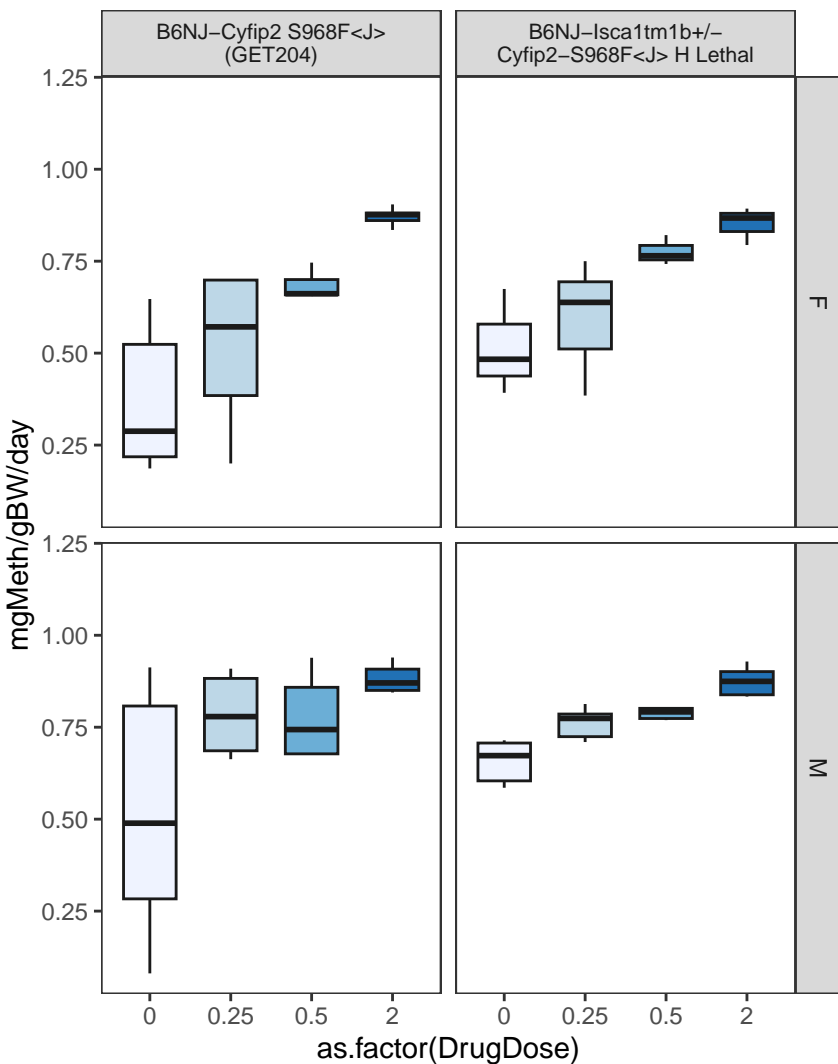 B6NJ−Cyfip2 S968F<J>
(GET204)
B6NJ−Isca1tm1b+/−
Cyfip2−S968F<J> H Lethal
1.25
1.00
0.75
0.50
0.25
F
mgMeth/gBW/day
1.25
1.00
0.75
0.50
0.25
M
0 0.25 0.5 2
0 0.25 0.5 2
as.factor(DrugDose)